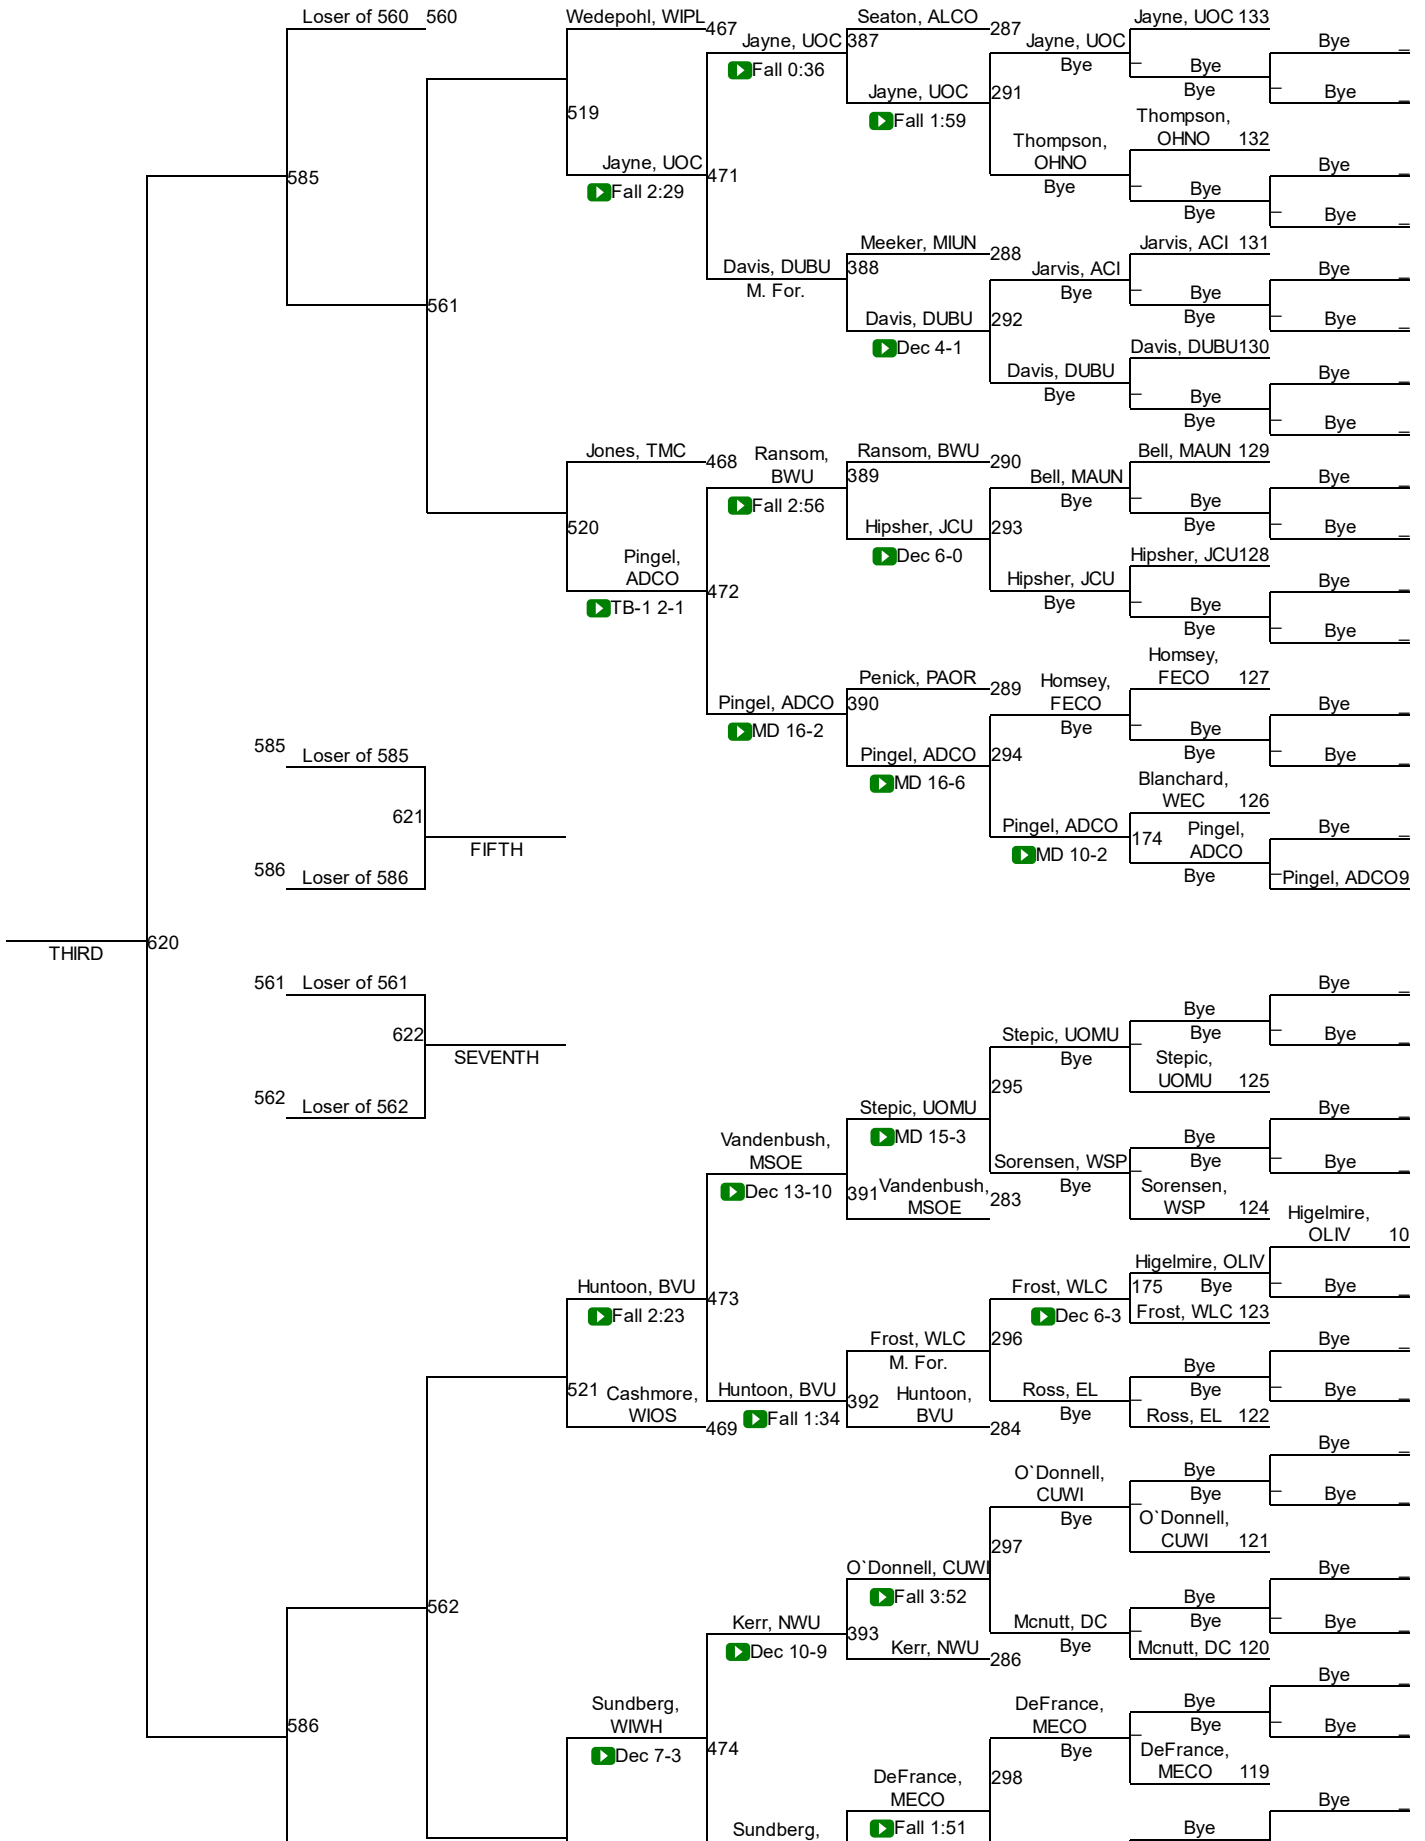 Loser of 560 560
Wedepohl, WIPL
467
Seaton, ALCO
287
Jayne, UOC 133
Jayne, UOC
387
Jayne, UOC
Bye _
Fall 0:36
Bye
_ Bye
Jayne, UOC
291
Bye
_ Bye _
519
Fall 1:59
Thompson,
OHNO 132
Thompson,
OHNO
Jayne, UOC
471
Bye _
585
Fall 2:29
Bye
_ Bye
Bye
_ Bye _
Meeker, MIUN
288
Jarvis, ACI 131
Davis, DUBU
388
Jarvis, ACI
Bye _
M. For.
Bye
_ Bye
561
Davis, DUBU
292
Bye
_ Bye _
Dec 4-1
Davis, DUBU130
Davis, DUBU
Bye _
Bye
_ Bye
Bye
_ Bye _
Jones, TMC
468
Ransom,
BWU
Ransom, BWU
290
Bell, MAUN 129
389
Bell, MAUN
Bye _
Fall 2:56
Bye
_ Bye
520
Hipsher, JCU
293
Bye
_ Bye _
Pingel,
ADCO
Dec 6-0
Hipsher, JCU128
Hipsher, JCU
Bye _
472
TB-1 2-1
Bye
_ Bye
Bye
_ Bye _
Homsey,
FECO 127
Penick, PAOR
289
Homsey,
FECO
Pingel, ADCO
390
Bye _
MD 16-2
Bye
_ Bye
585
Loser of 585
Pingel, ADCO
294
Bye
_ Bye _
MD 16-6
Blanchard,
WEC 126
621
Pingel, ADCO
174
Pingel,
ADCO
Bye _
FIFTH
MD 10-2
586
Loser of 586
Bye
_Pingel, ADCO9
THIRD
620
561
Loser of 561
Bye _
Bye
622
Stepic, UOMU
_ Bye
_ Bye _
SEVENTH
Bye
Stepic,
UOMU 125
295
562
Loser of 562
Stepic, UOMU
Bye _
MD 15-3
Vandenbush,
MSOE
Bye
Sorensen, WSP
_ Bye
_ Bye _
Dec 13-10
391
Vandenbush,
MSOE
283
Bye
Sorensen,
WSP 124
Higelmire,
OLIV 10
Higelmire, OLIV
Huntoon, BVU
473
Frost, WLC
175 Bye
_ Bye _
Fall 2:23
Dec 6-3
Frost, WLC 123
Frost, WLC
296
Bye _
M. For.
Bye
521
Cashmore,
WIOS
Huntoon, BVU
392
Huntoon,
BVU
Ross, EL
_ Bye
_ Bye _
469
Fall 1:34
284
Bye
Ross, EL 122
Bye _
O`Donnell,
CUWI
Bye
_ Bye
_ Bye _
Bye
O`Donnell,
CUWI 121
297
O`Donnell, CUWI
Bye _
Fall 3:52
562
Bye
Kerr, NWU
393
Mcnutt, DC
_ Bye
_ Bye _
Dec 10-9
Kerr, NWU
286
Bye
Mcnutt, DC 120
Bye _
Sundberg,
WIWH
DeFrance,
MECO
Bye
586
_ Bye
_ Bye _
Dec 7-3
474
Bye
DeFrance,
MECO 119
DeFrance,
MECO
298
Bye _
Sundberg,
Fall 1:51
Bye